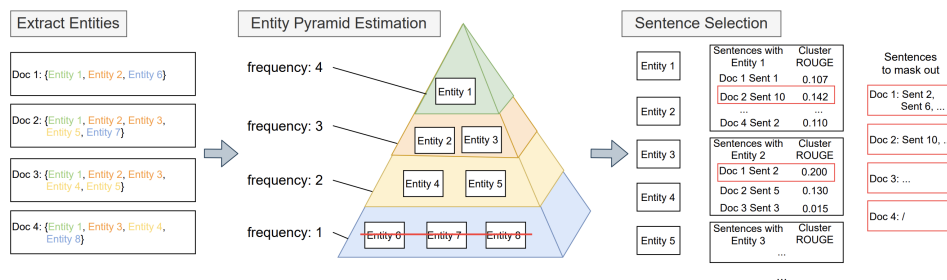 Extract Entities
Doc 1: {Entity 1, Entity 2, Entity 6}
Doc 2: {Entity 1, Entity 2, Entity 3,
Entity 5, Entity 7}
Doc 3: {Entity 1, Entity 2, Entity 3,
Entity 4, Entity 5}
Doc 4: {Entity 1, Entity 3, Entity 4,
Entity 8}
Entity Pyramid Estimation
frequency: 4
frequency: 3
frequency: 2
frequency: 1
Entity 1
Entity 2 Entity 3
Entity 4 Entity 5
Entity 6 Entity 7 Entity 8
Sentence Selection
Entity 1
Entity 2
Entity 3
Entity 4
Entity 5
Sentences with Cluster
Entity 1 ROUGE
Doc 1 Sent 1 0.107
Doc 2 Sent 10 0.142
... ...
Doc 4 Sent 2 0.110
Sentences with Cluster
Entity 2 ROUGE
Doc 1 Sent 2 0.200
Doc 2 Sent 5 0.130
Doc 3 Sent 3 0.015
Sentences with Cluster
Entity 3 ROUGE
...
...
Sentences
to mask out
Doc 1: Sent 2,
Sent 6, ...
Doc 2: Sent 10, .
Doc 3: ...
Doc 4: /